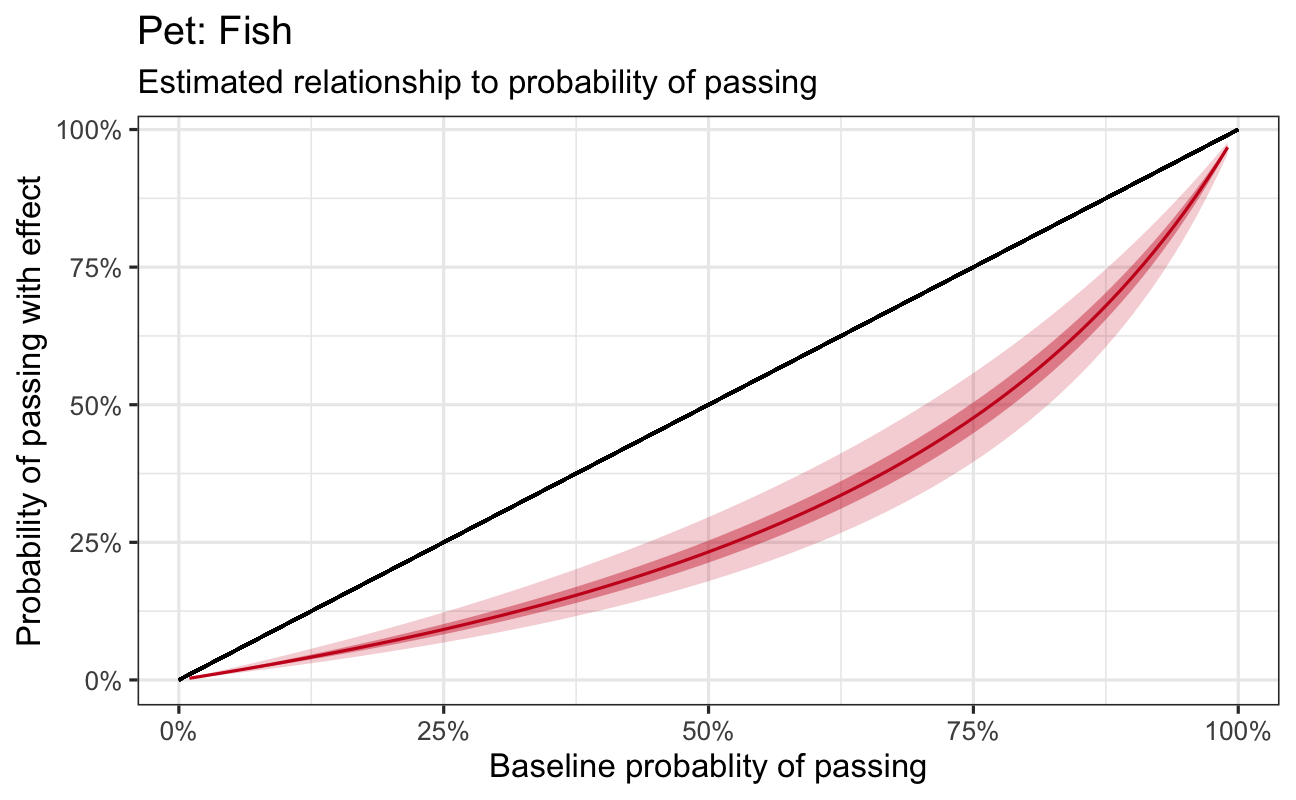 Pet: Fish
Estimated relationship to probability of passing
Probability of passing with effect
100%
75%
50%
25%
0%
0%
25%
50%
75%
100%
Baseline probablity of passing